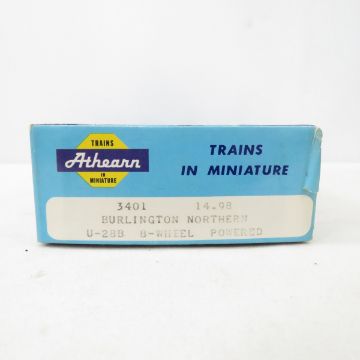 TRAINS
Athearn
IN
MINIATURE
TRAINS
IN MINIATURE
3401 14.98
BURLINGTON NORTHERN
U-28B 8-WHEEL POWERED